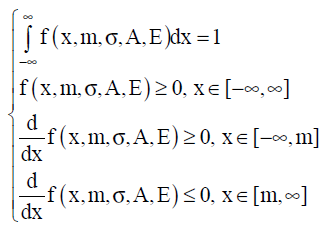 ∫_{-∞}^{∞} f(x,m,σ,A,E)dx = 1
f(x,m,σ,A,E) ≥ 0, x ∈ [-∞,∞]
d/dx f(x,m,σ,A,E) ≥ 0, x ∈ [-∞,m]
d/dx f(x,m,σ,A,E) ≤ 0, x ∈ [m,∞]